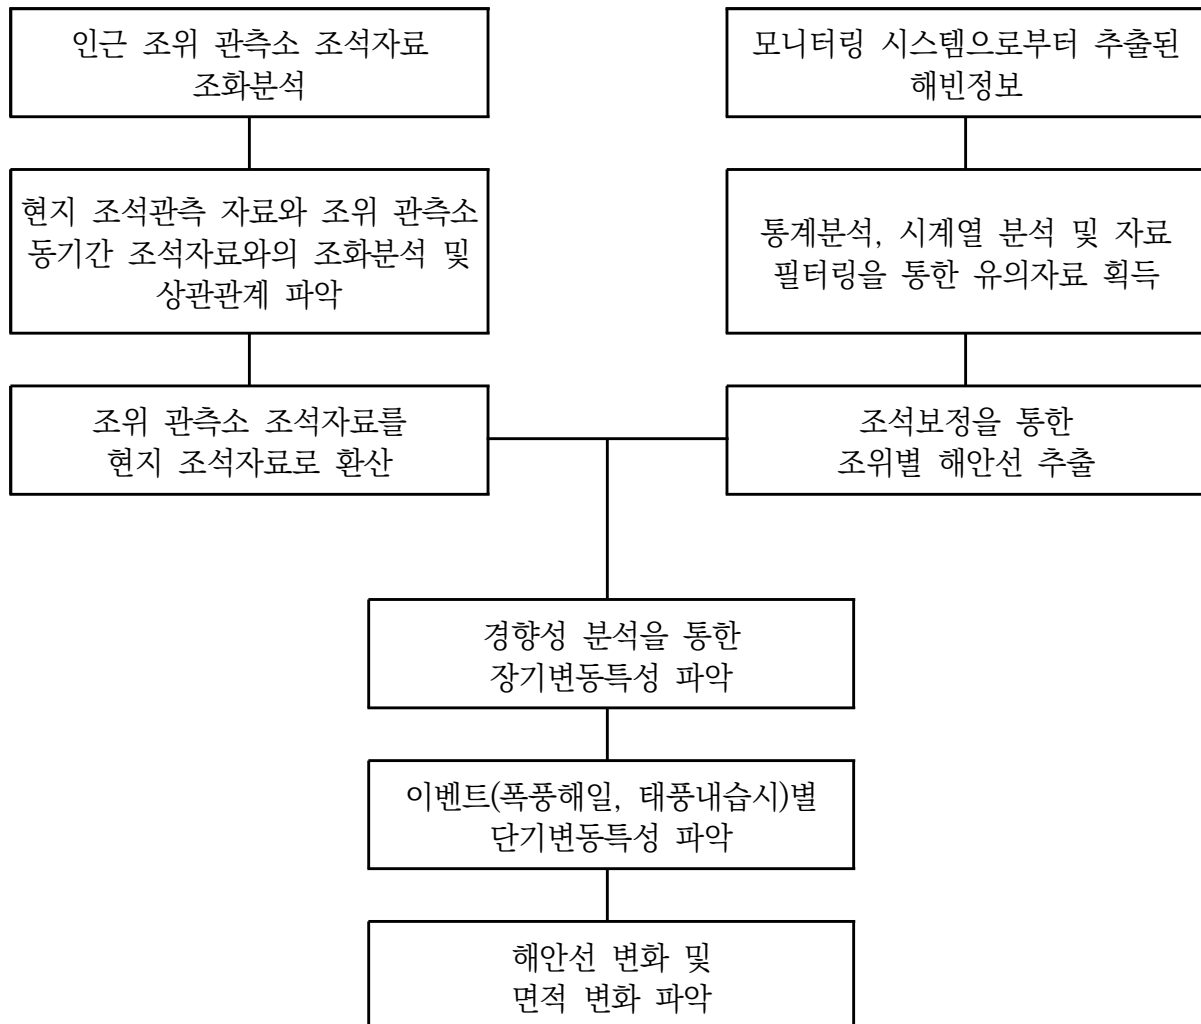 인근 조위 관측소 조석자료
조화분석
모니터링 시스템으로부터 추출된
해빈정보
현지 조석관측 자료와 조위 관측소
동기간 조석자료와의 조화분석 및
상관관계 파악
통계분석, 시계열 분석 및 자료
필터링을 통한 유의자료 획득
조위 관측소 조석자료를
현지 조석자료로 환산
조석보정을 통한
조위별 해안선 추출
경향성 분석을 통한
장기변동특성 파악
이벤트(폭풍해일, 태풍내습시)별
단기변동특성 파악
해안선 변화 및
면적 변화 파악